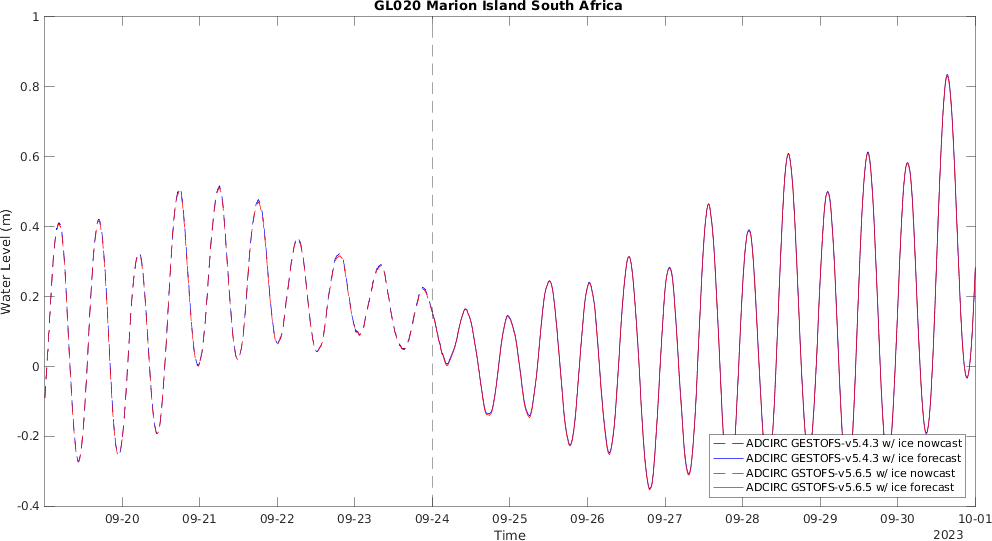 GL020 Marion Island South Africa
Water Level (m)
1
0.8
0.6
0.4
0.2
0
-0.2
-0.4
ADCIRC GESTOFS-v5.4.3 w/ ice nowcast
ADCIRC GESTOFS-v5.4.3 w/ ice forecast
ADCIRC GSTOFS-v5.6.5 w/ ice nowcast
ADCIRC GSTOFS-v5.6.5 w/ ice forecast
09-20 09-21 09-22 09-23 09-24 09-25 09-26 09-27 09-28 09-29 09-30 10-01
Time
2023